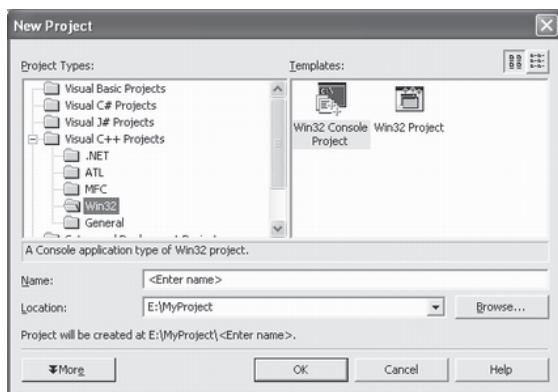 New Project
Project Types:
Templates:
Visual Basic Projects
Visual C# Projects
Visual J# Projects
Visual C++ Projects
.NET
ATL
MFC
Win32
General
Win32 Console
Project
Win32 Project
A Console application type of Win32 project.
Name:
<Enter name>
Location:
E:\MyProject
Browse...
Project will be created at E:\MyProject\<Enter name>.
More
OK
Cancel
Help